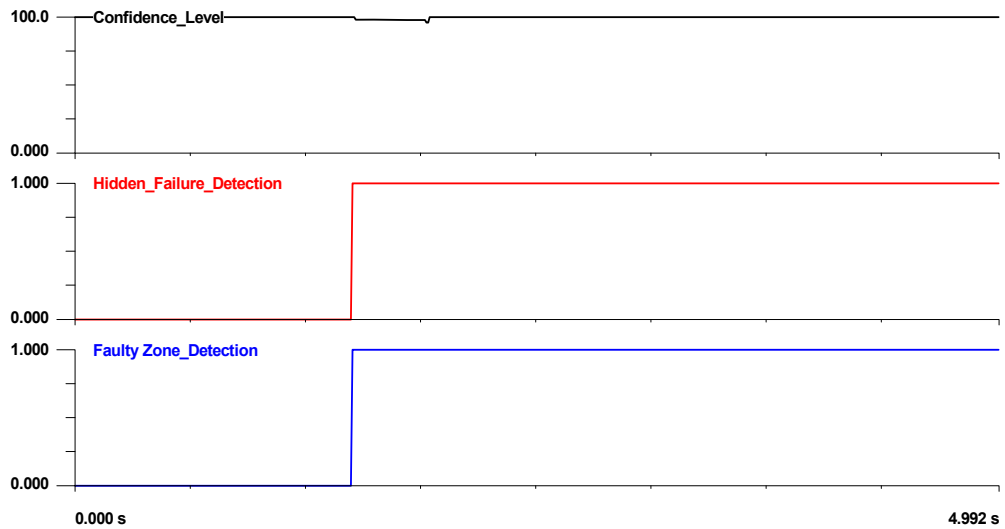 100.0 Confidence_Level
0.000
1.000 Hidden_Failure_Detection
0.000
1.000 Faulty Zone_Detection
0.000
0.000 s 4.992 s